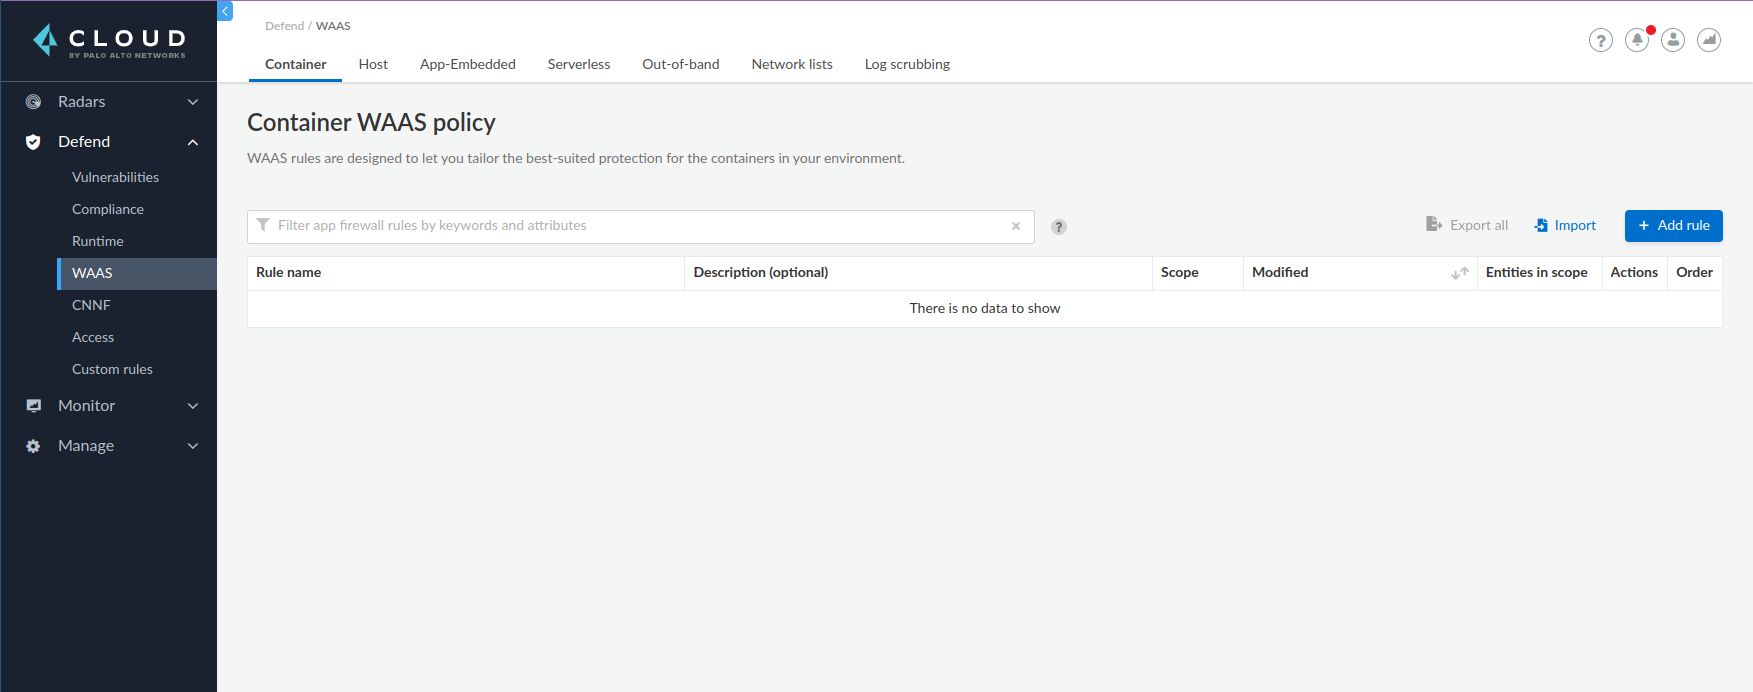 CLOUD
BY PALO ALTO NETWORKS
Radars
Defend
Vulnerabilities
Compliance
Runtime
WAAS
CNNF
Access
Custom rules
Monitor
Manage
Defend / WAAS
Container Host App-Embedded Serverless Out-of-band Network lists Log scrubbing
Container WAAS policy
WAAS rules are designed to let you tailor the best-suited protection for the containers in your environment.
Filter app firewall rules by keywords and attributes × ? Export all Import + Add rule
Rule name Description (optional) Scope Modified Entities in scope Actions Order
There is no data to show